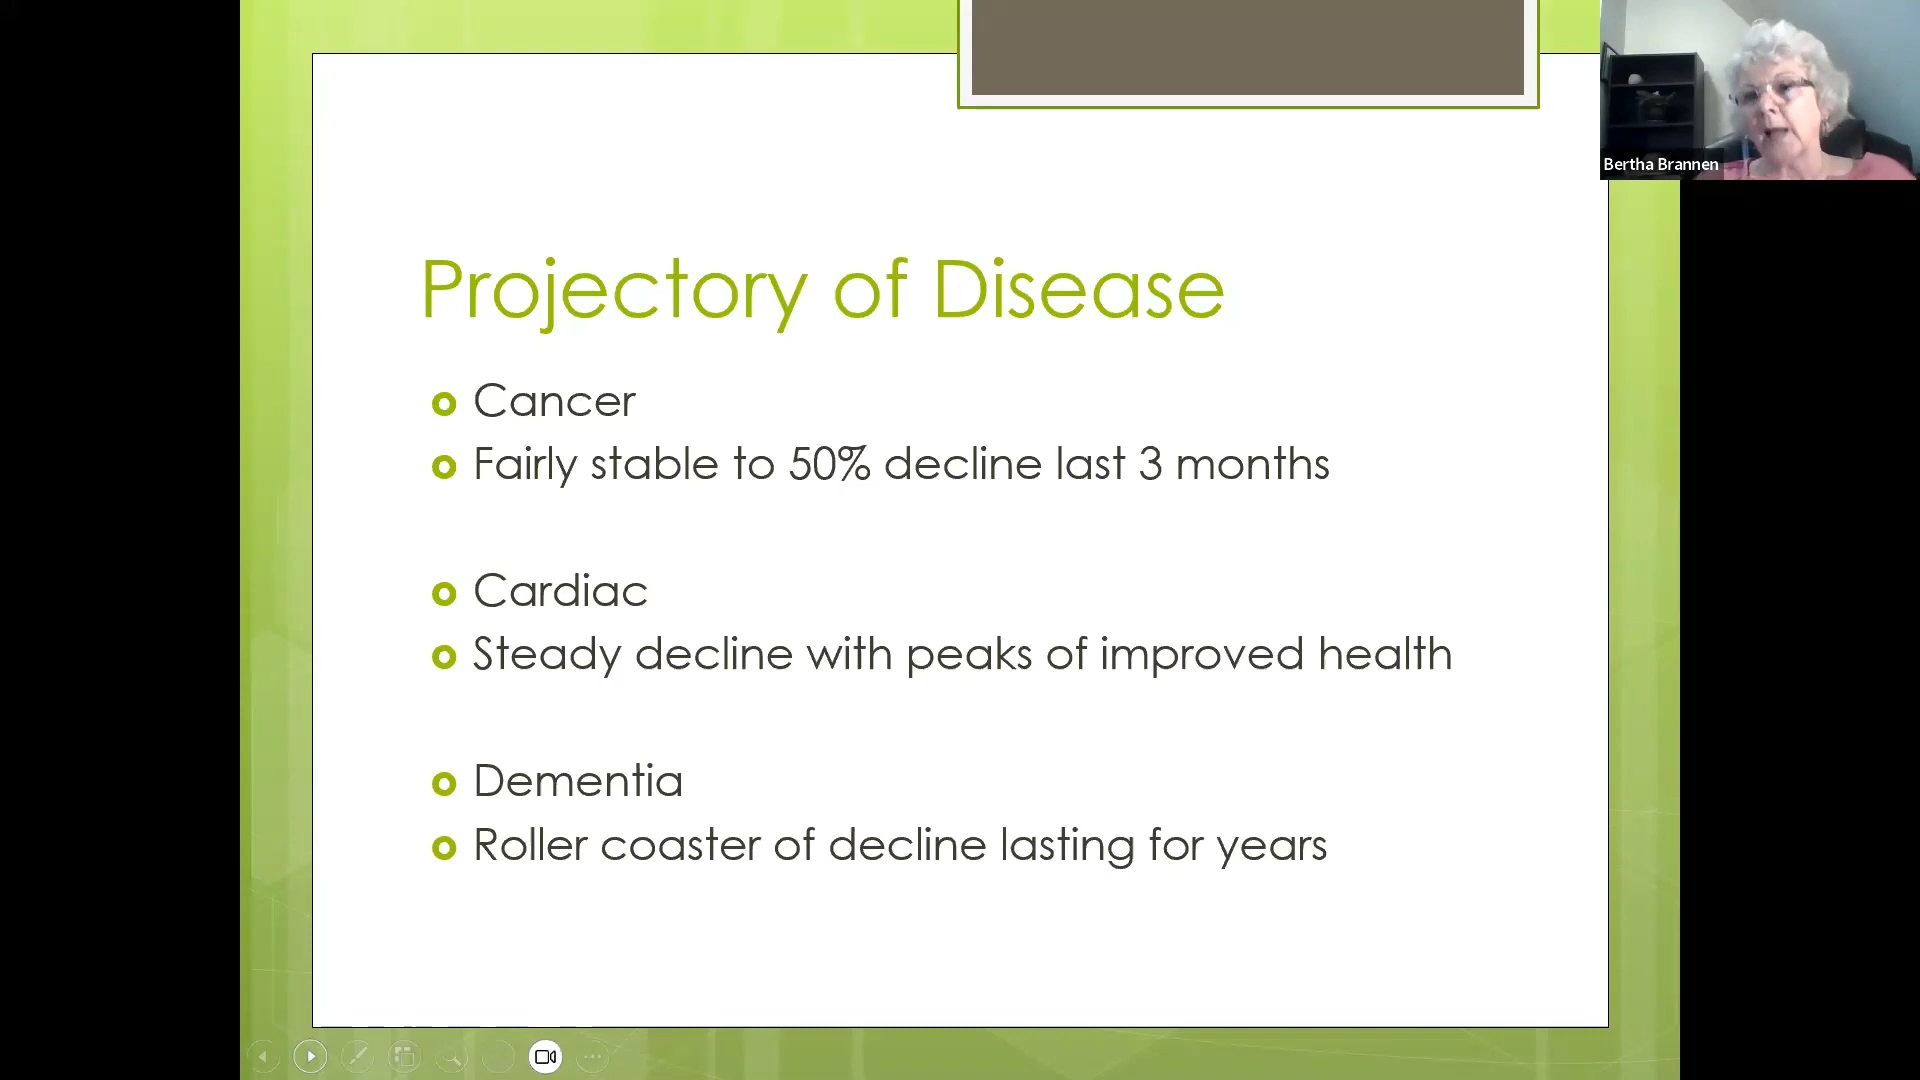 Bertha Brannen
Projectory of Disease
Cancer
Fairly stable to 50% decline last 3 months
Cardiac
Steady decline with peaks of improved health
Dementia
Roller coaster of decline lasting for years